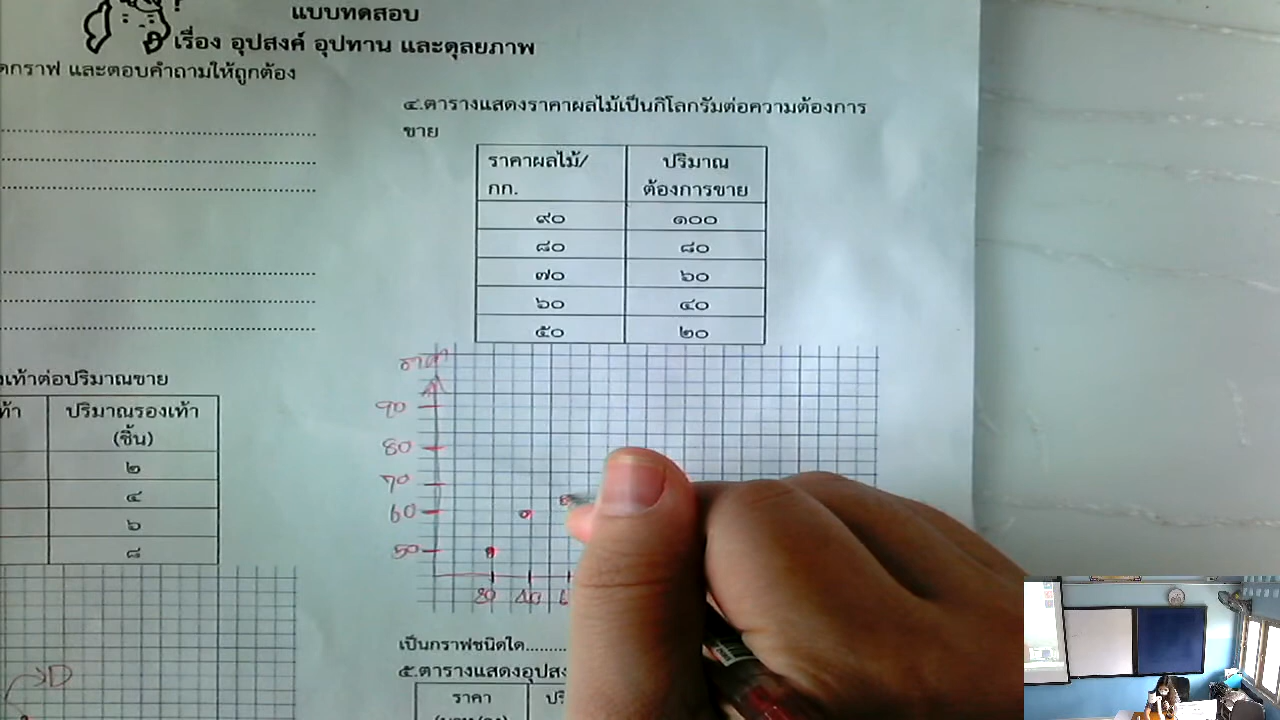 แบบทดสอบ
เรื่อง อุปสงค์ อุปทาน และดุลยภาพ
กราฟ และตอบคำถามให้ถูกต้อง
๔.ตารางแสดงราคาผลไม้เป็นกิโลกรัมต่อความต้องการ
ขาย
ราคาผลไม้/
กก.
ปริมาณ
ต้องการขาย
๙๐ ๑๐๐
๘๐ ๘๐
๗๐ ๖๐
๖๐ ๔๐
๕๐ ๒๐
ราคา
90
80
70
60
50
20 40
เป็นกราฟชนิดใด..........
๕.ตารางแสดงอุปสง
ราคา
เท้าต่อปริมาณขาย
ท้า ปริมาณรองเท้า
(ชิ้น)
๒
๔
๖
๘
D